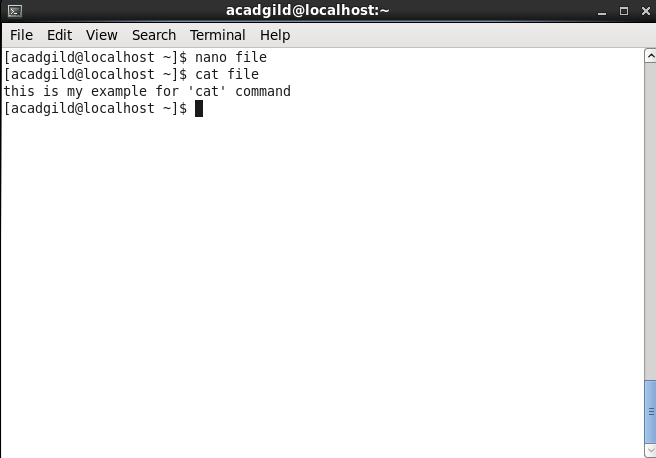 acadgild@localhost:~
File Edit View Search Terminal Help
[acadgild@localhost ~]$ nano file
[acadgild@localhost ~]$ cat file
this is my example for 'cat' command
[acadgild@localhost ~]$